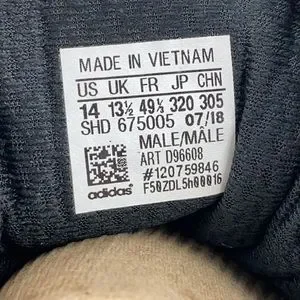 MADE IN VIETNAM
US UK FR JP CHN
14 13½ 49⅓ 320 305
SHD 675005 07/18
MALE/MÂLE
ART D96608
#120759846
adidas F50ZDL5h00016